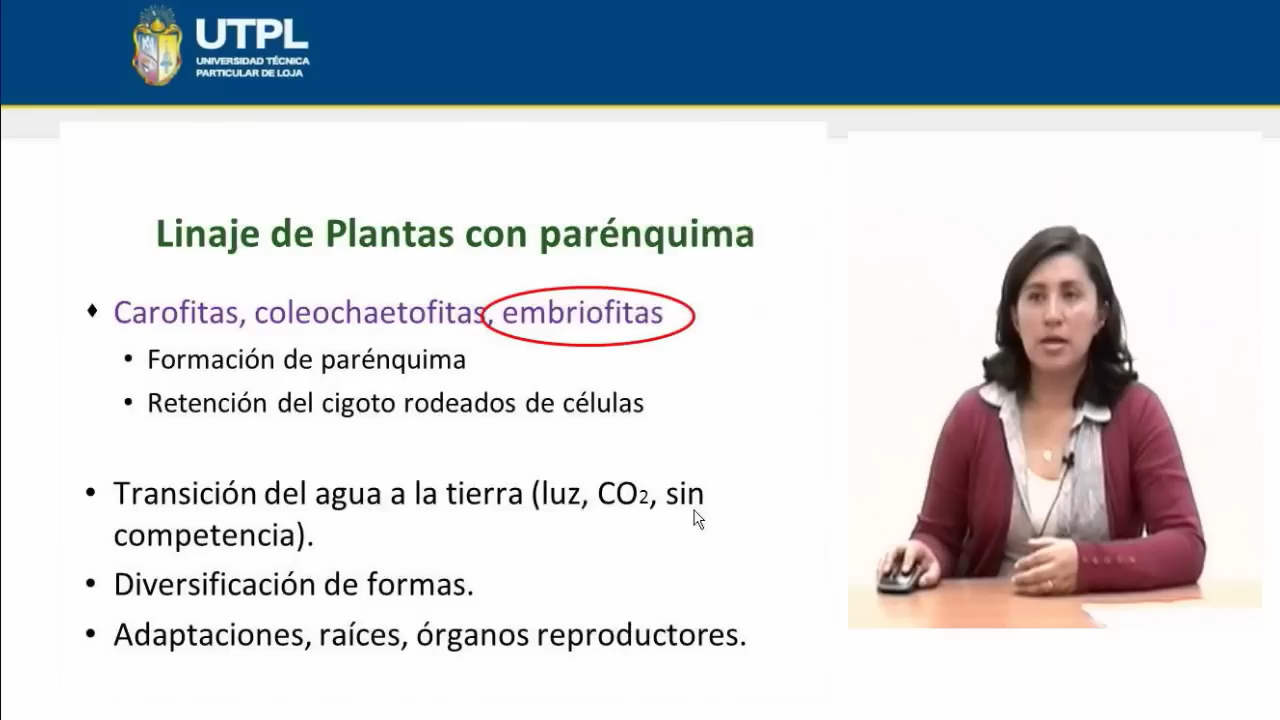 UTPL
UNIVERSIDAD TÉCNICA
PARTICULAR DE LOJA
Linaje de Plantas con parénquima
Carofitas, coleochaetofitas, embriofitas
Formación de parénquima
Retención del cigoto rodeados de células
Transición del agua a la tierra (luz, CO₂, sin
competencia).
Diversificación de formas.
Adaptaciones, raíces, órganos reproductores.